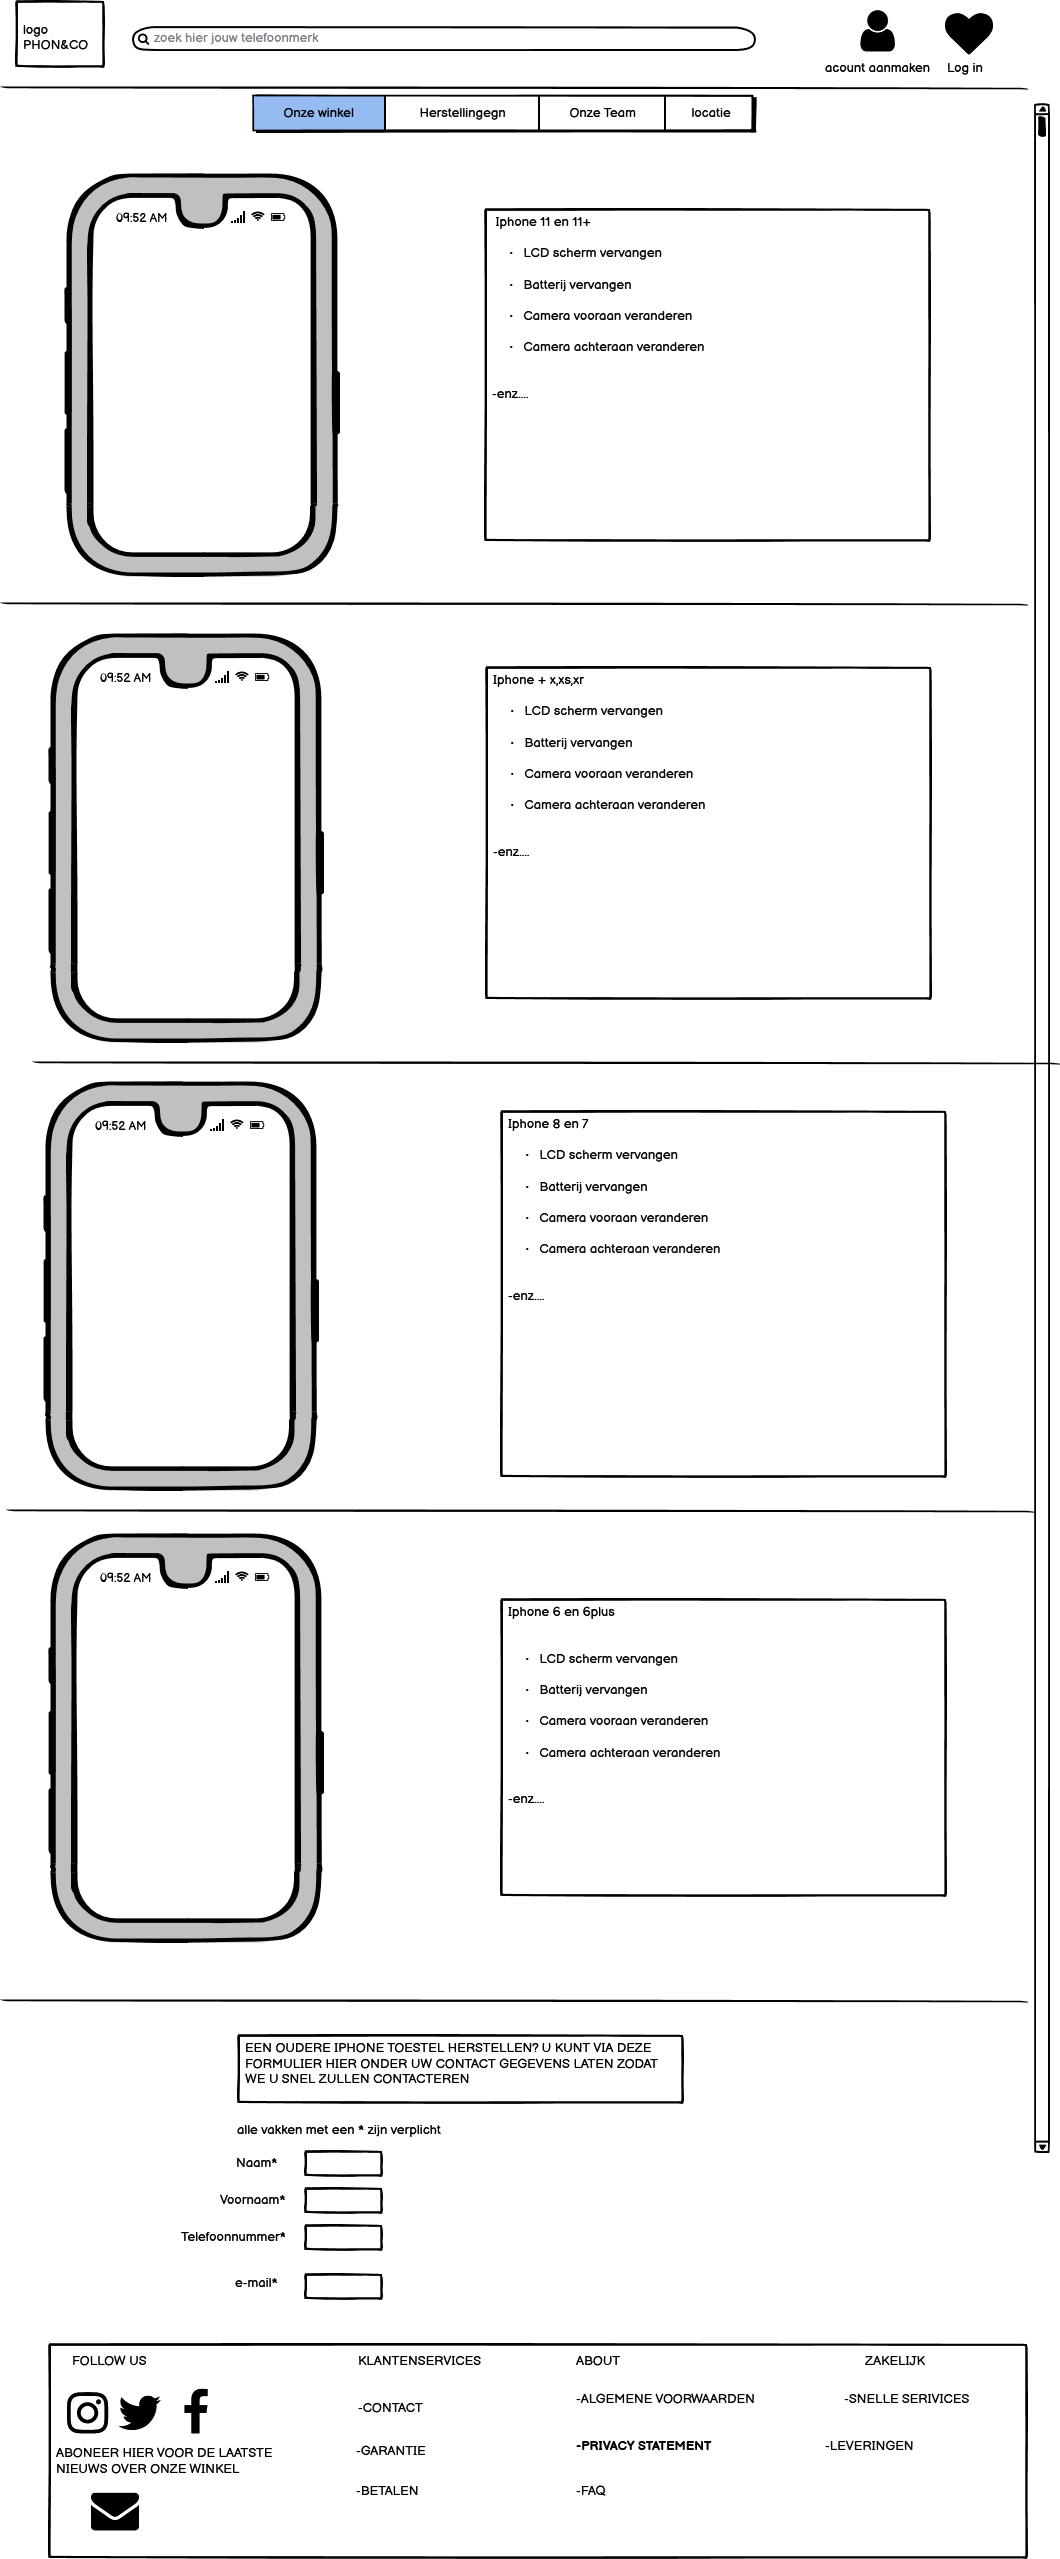 logo
PHON&CO
zoek hier jouw telefoonmerk
acount aanmaken
Log in
Onze winkel
Herstellingegn
Onze Team
locatie
09:52 AM
Iphone 11 en 11+
• LCD scherm vervangen
• Batterij vervangen
• Camera vooraan veranderen
• Camera achteraan veranderen
-enz....
09:52 AM
Iphone + x,xs,xr
• LCD scherm vervangen
• Batterij vervangen
• Camera vooraan veranderen
• Camera achteraan veranderen
-enz....
09:52 AM
Iphone 8 en 7
• LCD scherm vervangen
• Batterij vervangen
• Camera vooraan veranderen
• Camera achteraan veranderen
-enz....
09:52 AM
Iphone 6 en 6plus
• LCD scherm vervangen
• Batterij vervangen
• Camera vooraan veranderen
• Camera achteraan veranderen
-enz....
EEN OUDERE IPHONE TOESTEL HERSTELLEN? U KUNT VIA DEZE
FORMULIER HIER ONDER UW CONTACT GEGEVENS LATEN ZODAT
WE U SNEL ZULLEN CONTACTEREN
alle vakken met een * zijn verplicht
Naam*
Voornaam*
Telefoonnummer*
e-mail*
FOLLOW US
ABONEER HIER VOOR DE LAATSTE
NIEUWS OVER ONZE WINKEL
KLANTENSERVICES
-CONTACT
-GARANTIE
-BETALEN
ABOUT
-ALGEMENE VOORWAARDEN
-PRIVACY STATEMENT
-FAQ
ZAKELIJK
-SNELLE SERIVICES
-LEVERINGEN